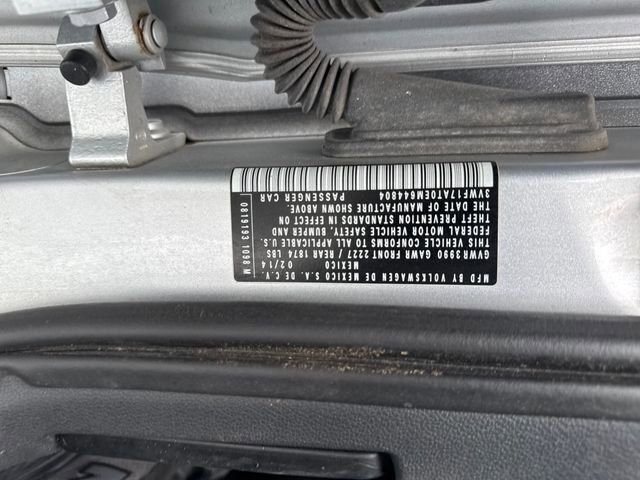 MFD BY VOLKSWAGEN DE MEXICO S.A. DE C.V.
MEXICO 02/14
GVWR 3990 GAWR FRONT 2227 / REAR 1874 LBS
THIS VEHICLE CONFORMS TO ALL APPLICABLE U.S.
FEDERAL MOTOR VEHICLE SAFETY, BUMPER AND
THEFT PREVENTION STANDARDS IN EFFECT ON
THE DATE OF MANUFACTURE SHOWN ABOVE.
3VWF17AT0EM644804 PASSENGER CAR
0819193 1098 M